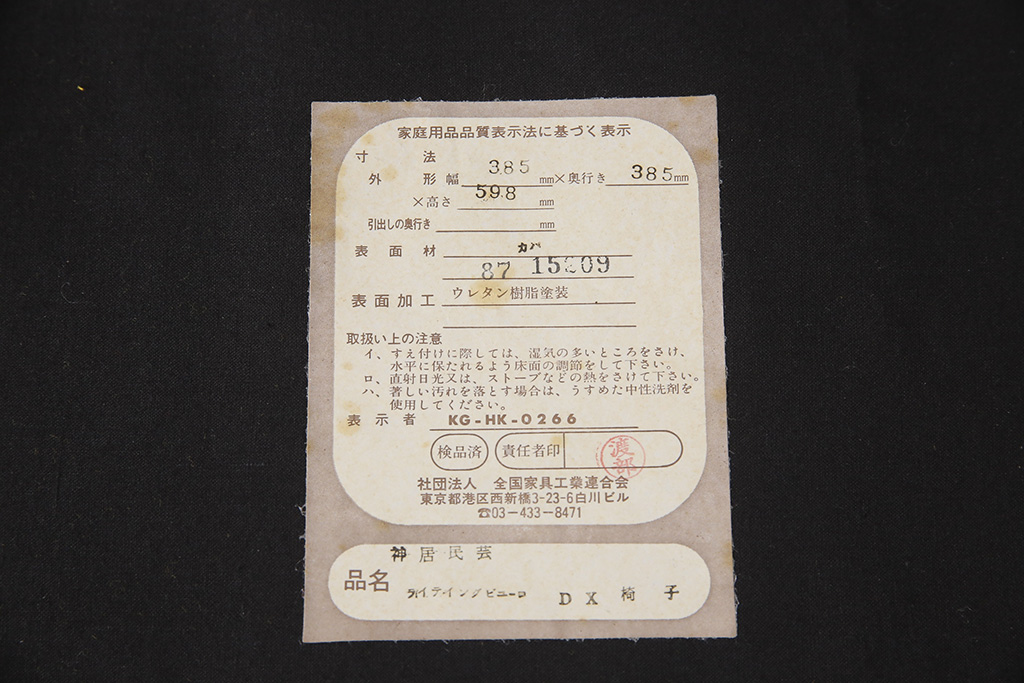 家庭用品品質表示法に基づく表示
寸法
外形幅 385 mm×奥行き 385 mm
×高さ 598 mm
引出しの奥行き mm
表面材 カバ
87 15209
表面加工 ウレタン樹脂塗装
取扱い上の注意
イ、すえ付けに際しては、湿気の多いところをさけ、
水平に保たれるよう床面の調節をして下さい。
ロ、直射日光又は、ストーブなどの熱をさけて下さい。
ハ、著しい汚れを落とす場合は、うすめた中性洗剤を
使用してください。
表示者 KG-HK-0266
検品済 責任者印 渡部
社団法人 全国家具工業連合会
東京都港区西新橋3-23-6白川ビル
☎03-433-8471
神居民芸
品名 ライティングビューロ DX 椅子